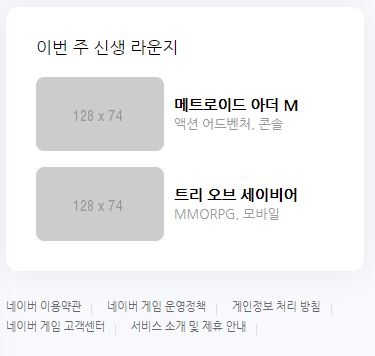 이번 주 신생 라운지
128 x 74
메트로이드 아더 M
액션 어드벤처, 콘솔
128 x 74
트리 오브 세이비어
MMORPG, 모바일
네이버 이용약관
네이버 게임 운영정책
개인정보 처리 방침
네이버 게임 고객센터
서비스 소개 및 제휴 안내